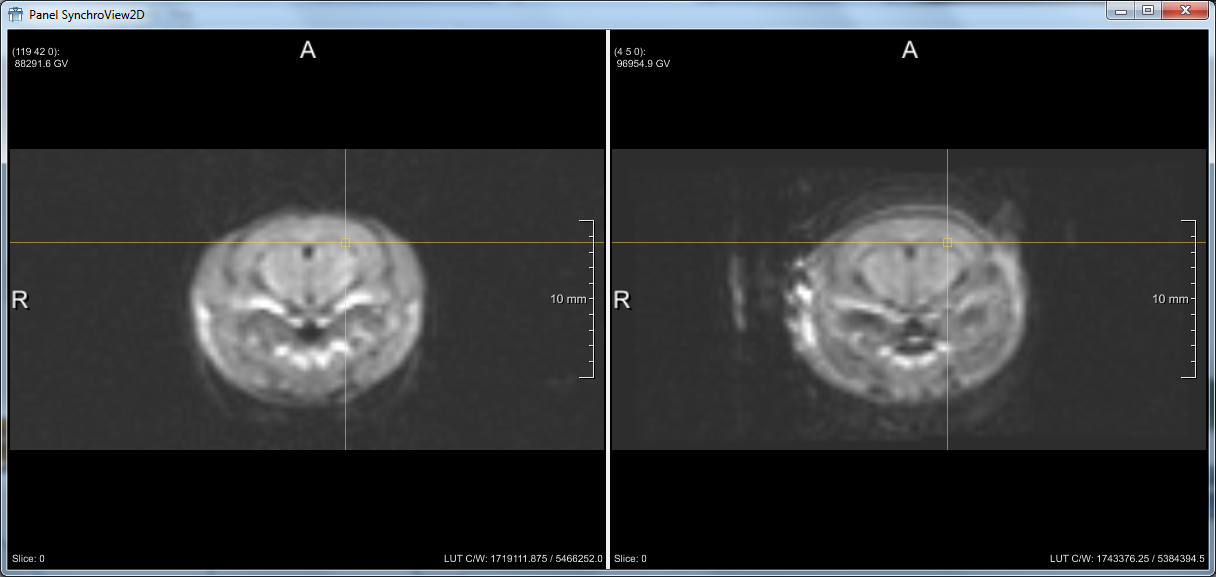 Panel SynchroView2D
(119 42 0):
88291.6 GV
A
R
10 mm
Slice: 0
LUT C/W: 1719111.875 / 5466252.0
(4 5 0):
96954.9 GV
A
R
10 mm
Slice: 0
LUT C/W: 1743376.25 / 5384394.5